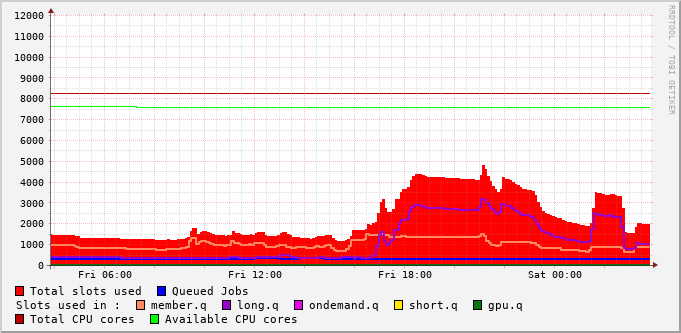 12000
11000
10000
9000
8000
7000
6000
5000
4000
3000
2000
1000
0
Fri 06:00 Fri 12:00 Fri 18:00 Sat 00:00
RRDTOOL / TOBI OETIKER
Total slots used Queued Jobs
Slots used in : member.q long.q ondemand.q short.q gpu.q
Total CPU cores Available CPU cores